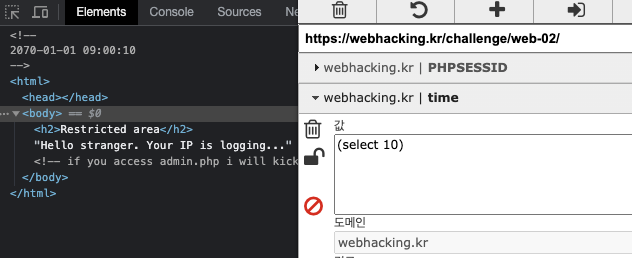 Elements Console Sources N
<!--
2070-01-01 09:00:10
-->
<html>
<head></head>
<body> == $0
<h2>Restricted area</h2>
"Hello stranger. Your IP is logging..."
<!-- if you access admin.php i will kick
</body>
</html>
https://webhacking.kr/challenge/web-02/
webhacking.kr | PHPSESSID
webhacking.kr | time
값
(select 10)
도메인
webhacking.kr